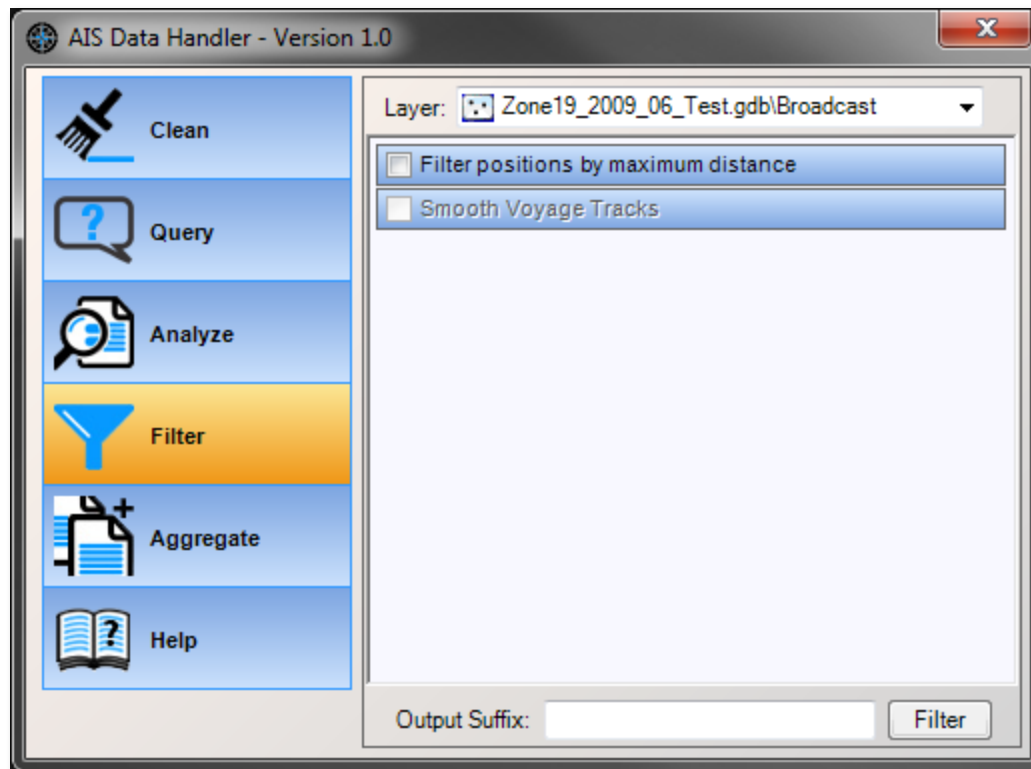 AIS Data Handler - Version 1.0
Clean
Query
Analyze
Filter
Aggregate
Help
Layer: Zone19_2009_06_Test.gdb\Broadcast
Filter positions by maximum distance
Smooth Voyage Tracks
Output Suffix:
Filter